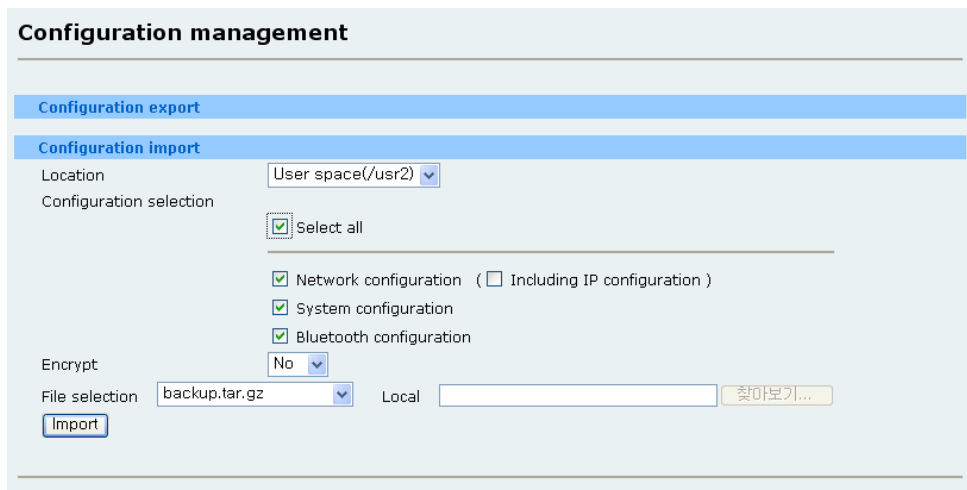 Configuration management
Configuration export
Configuration import
Location User space(/usr2)
Configuration selection
Select all
Network configuration ( Including IP configuration )
System configuration
Bluetooth configuration
Encrypt No
File selection backup.tar.gz Local 찾아보기...
Import